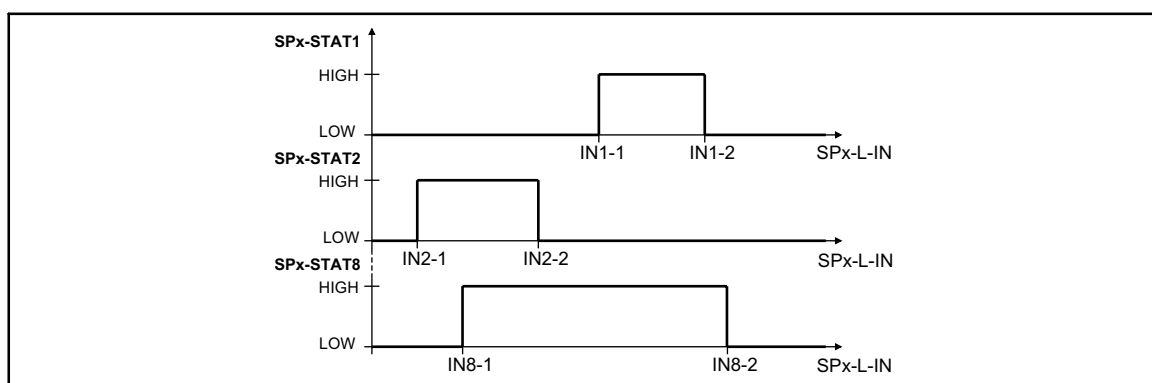 SPx-STAT1
HIGH
LOW
IN1-1 IN1-2 SPx-L-IN
SPx-STAT2
HIGH
LOW
IN2-1 IN2-2 SPx-L-IN
SPx-STAT8
HIGH
LOW
IN8-1 IN8-2 SPx-L-IN